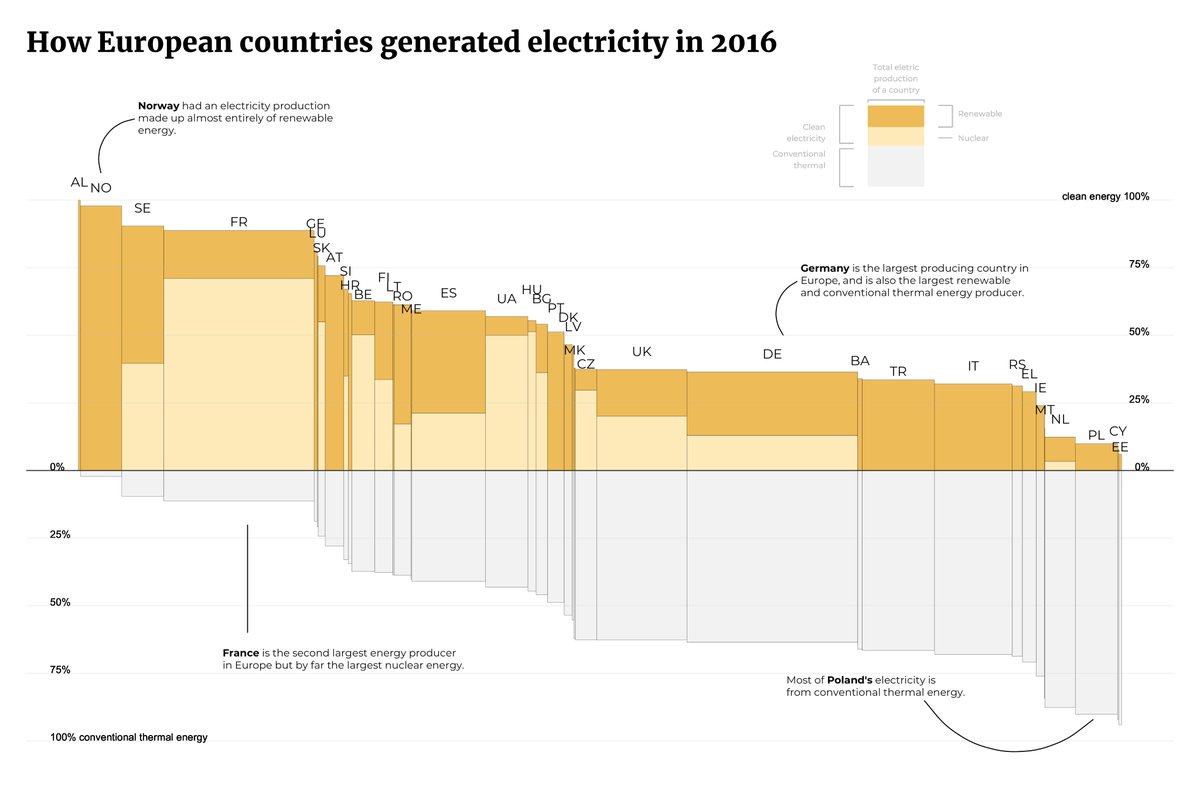 How European countries generated electricity in 2016
Total eletric
production
of a country
Renewable
Clean
electricity
Nuclear
Conventional
thermal
Norway had an electricity production
made up almost entirely of renewable
energy.
AL
NO
SE
FR
GE
LU
SK
AT
SI
HR
BE
FI
LT
RO
ME
ES
UA
HU
BG
PT
DK
LV
MK
CZ
UK
DE
BA
TR
IT
RS
EL
IE
MT
NL
PL
CY
EE
clean energy 100%
75%
50%
25%
0%
Germany is the largest producing country in
Europe, and is also the largest renewable
and conventional thermal energy producer.
0%
25%
50%
75%
100% conventional thermal energy
France is the second largest energy producer
in Europe but by far the largest nuclear energy.
Most of Poland's electricity is
from conventional thermal energy.